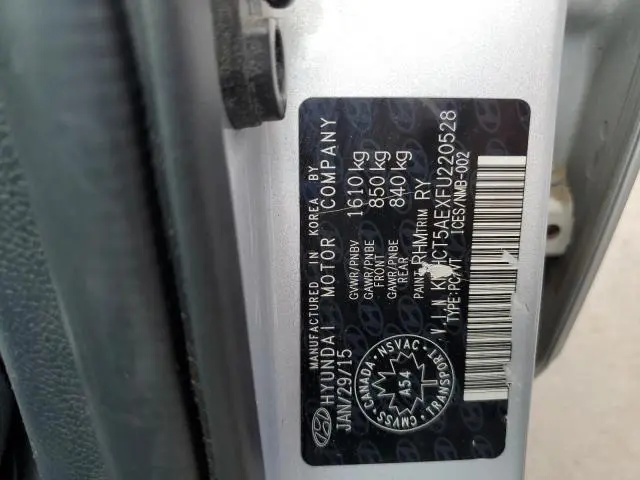 MANUFACTURED IN KOREA BY
HYUNDAI MOTOR COMPANY
JAN/29/15
GVWR/PNBV 1610 kg
GAWR/PNBE FRONT 850 kg
GAWR/PNBE REAR 840 kg
PAINT RHM TRIM RY
V.I.N CT5AEXFU220528
TYPE:PC/VT ICES/NMB-002
CANADA NSVAC
A54
CMVSS TRANSPORT